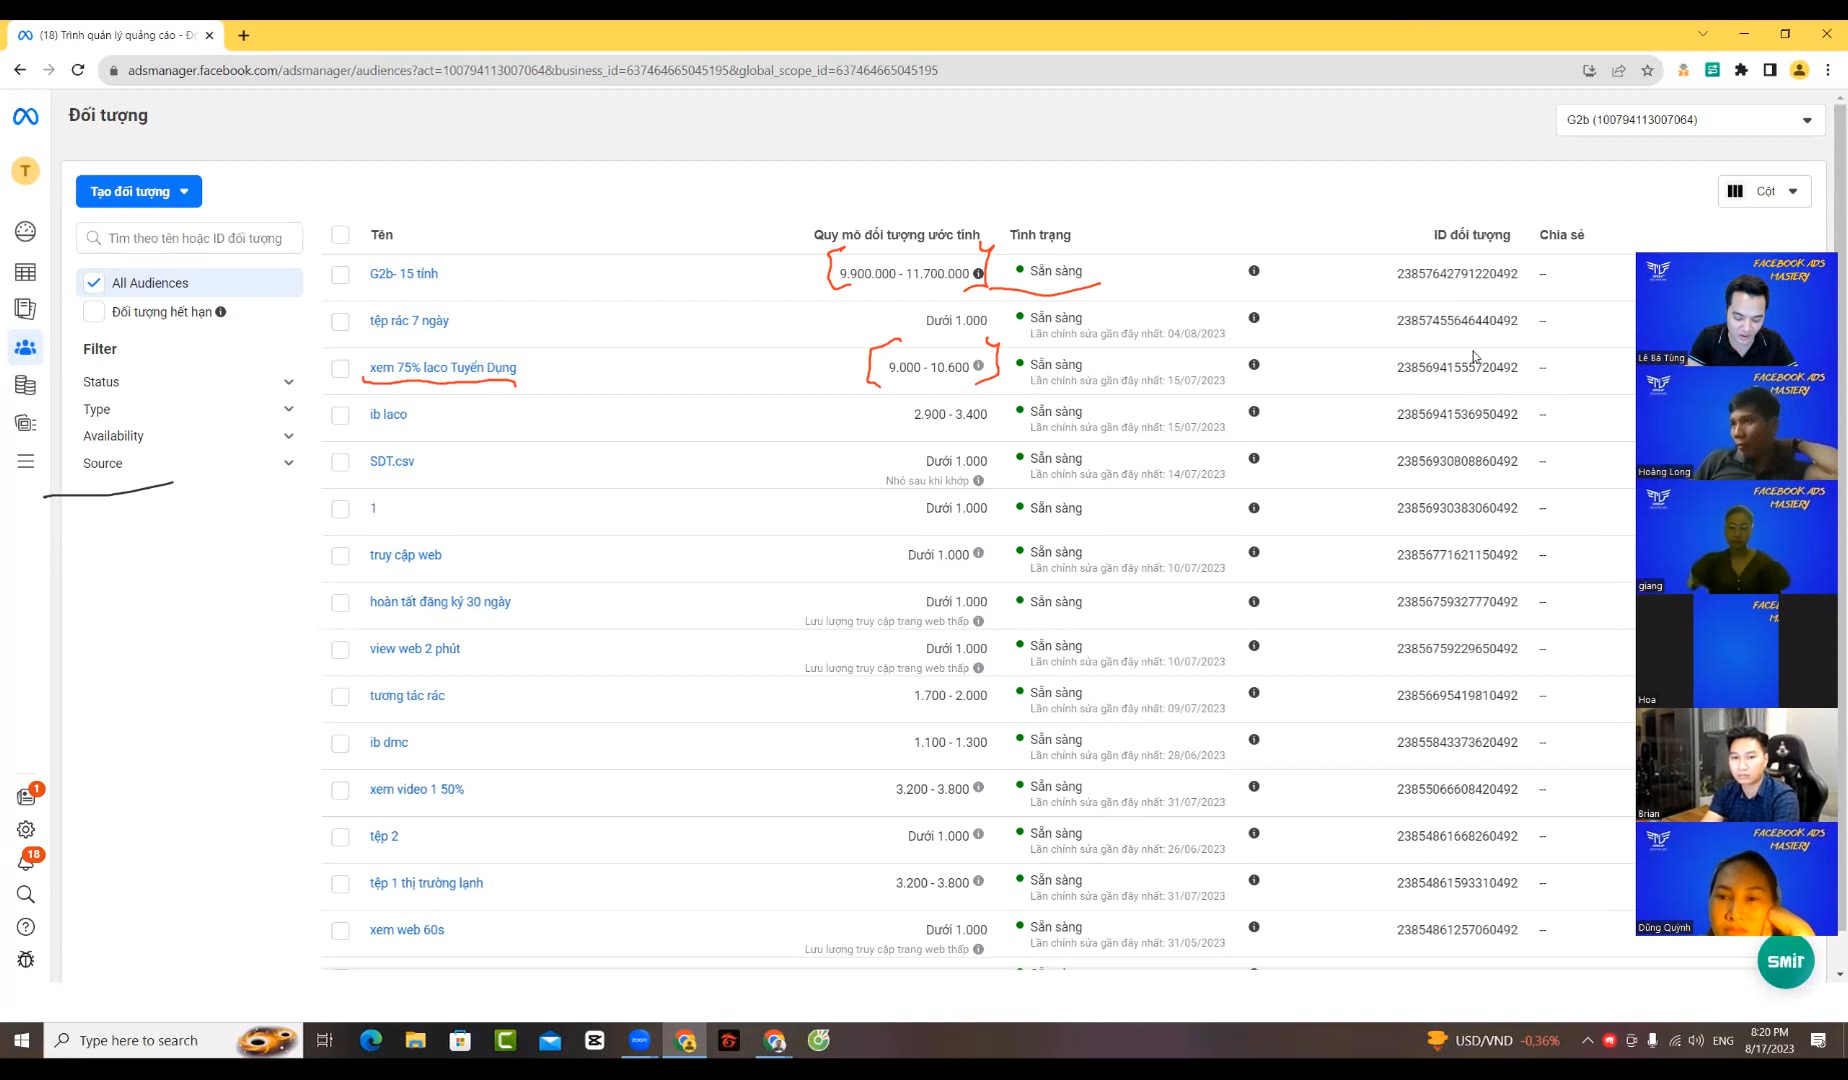 (18) Trình quản lý quảng cáo - Đố
adsmanager.facebook.com/adsmanager/audiences?act=100794113007064&business_id=637464665045195&global_scope_id=637464665045195
Đối tượng
G2b (100794113007064)
T
Tạo đối tượng
Cột
Tìm theo tên hoặc ID đối tượng
All Audiences
Đối tượng hết hạn
Filter
Status
Type
Availability
Source
Tên Quy mô đối tượng ước tính Tình trạng ID đối tượng Chia sẻ
G2b- 15 tỉnh 9.900.000 - 11.700.000 Sẵn sàng 23857642791220492 --
tệp rác 7 ngày Dưới 1.000 Sẵn sàng 23857455646440492 --
Lần chỉnh sửa gần đây nhất: 04/08/2023
xem 75% laco Tuyển Dụng 9.000 - 10.600 Sẵn sàng 23856941555720492 --
Lần chỉnh sửa gần đây nhất: 15/07/2023
ib laco 2.900 - 3.400 Sẵn sàng 23856941536950492 --
Lần chỉnh sửa gần đây nhất: 15/07/2023
SDT.csv Dưới 1.000 Sẵn sàng 23856930808860492 --
Nhỏ sau khi khớp Lần chỉnh sửa gần đây nhất: 14/07/2023
1 Dưới 1.000 Sẵn sàng 23856930383060492 --
truy cập web Dưới 1.000 Sẵn sàng 23856771621150492 --
Lần chỉnh sửa gần đây nhất: 10/07/2023
hoàn tất đăng ký 30 ngày Dưới 1.000 Sẵn sàng 23856759327770492 --
Lưu lượng truy cập trang web thấp
view web 2 phút Dưới 1.000 Sẵn sàng 23856759229650492 --
Lưu lượng truy cập trang web thấp Lần chỉnh sửa gần đây nhất: 10/07/2023
tương tác rác 1.700 - 2.000 Sẵn sàng 23856695419810492 --
Lần chỉnh sửa gần đây nhất: 09/07/2023
ib dmc 1.100 - 1.300 Sẵn sàng 23855843373620492 --
Lần chỉnh sửa gần đây nhất: 28/06/2023
xem video 1 50% 3.200 - 3.800 Sẵn sàng 23855066608420492 --
Lần chỉnh sửa gần đây nhất: 31/07/2023
tệp 2 Dưới 1.000 Sẵn sàng 23854861668260492 --
Lần chỉnh sửa gần đây nhất: 26/06/2023
tệp 1 thị trường lạnh 3.200 - 3.800 Sẵn sàng 23854861593310492 --
Lần chỉnh sửa gần đây nhất: 31/07/2023
xem web 60s Dưới 1.000 Sẵn sàng 23854861257060492 --
Lưu lượng truy cập trang web thấp Lần chỉnh sửa gần đây nhất: 31/05/2023
1
18
FACEBOOK ADS
MASTERY
Lê Bá Tùng
FACEBOOK ADS
MASTERY
Hoàng Long
FACEBOOK ADS
MASTERY
giang
FACE
M
Hoa
Brian
FACEBOOK ADS
MASTERY
Dũng Quỳnh
SMIT
Type here to search
zoom
USD/VND -0,36%
ENG
8:20 PM
8/17/2023